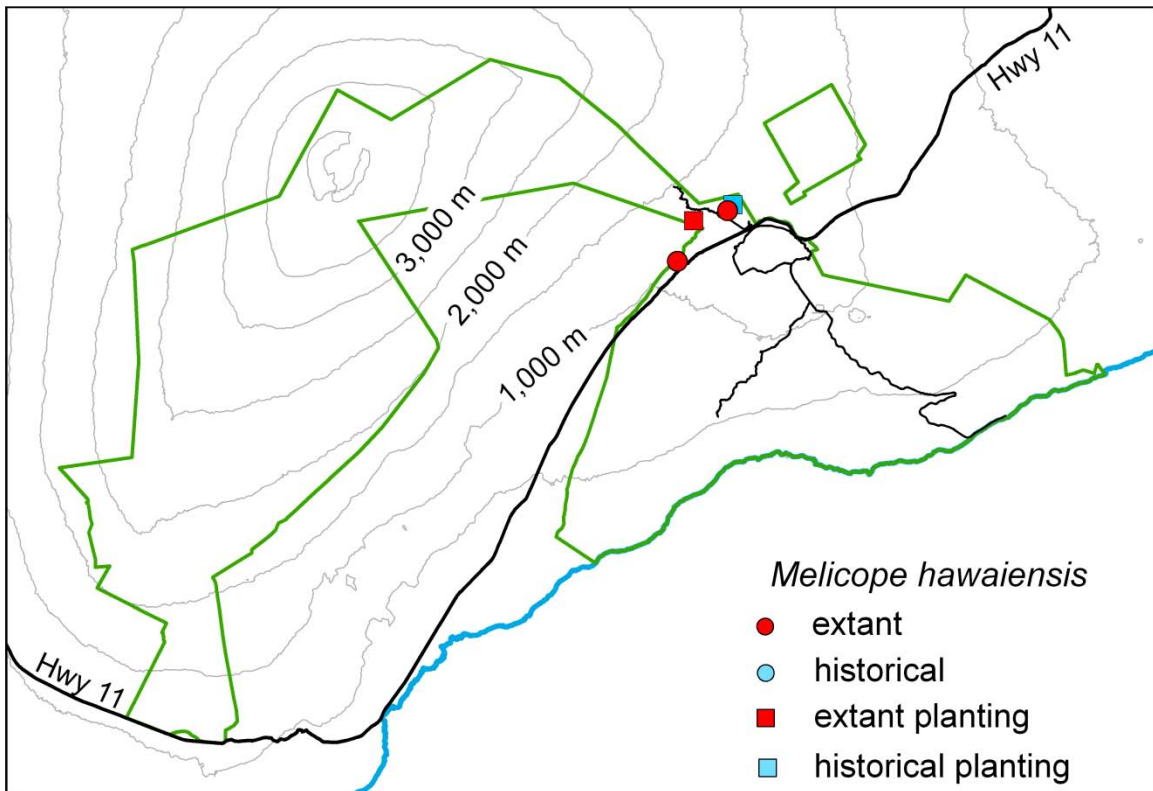 Hwy 11
3,000 m
2,000 m
1,000 m
Hwy 11
Melicope hawaiensis
extant
historical
extant planting
historical planting